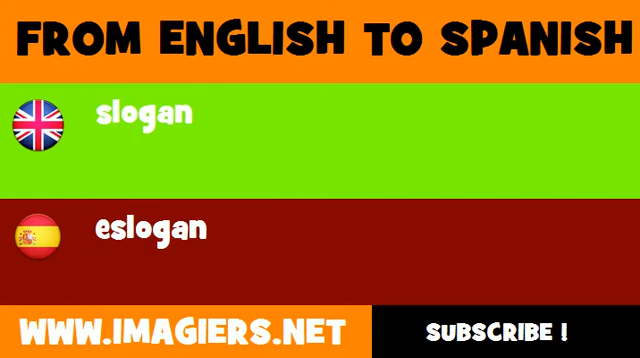 FROM ENGLISH TO SPANISH
slogan
eslogan
WWW.IMAGIERS.NET
SUBSCRIBE !